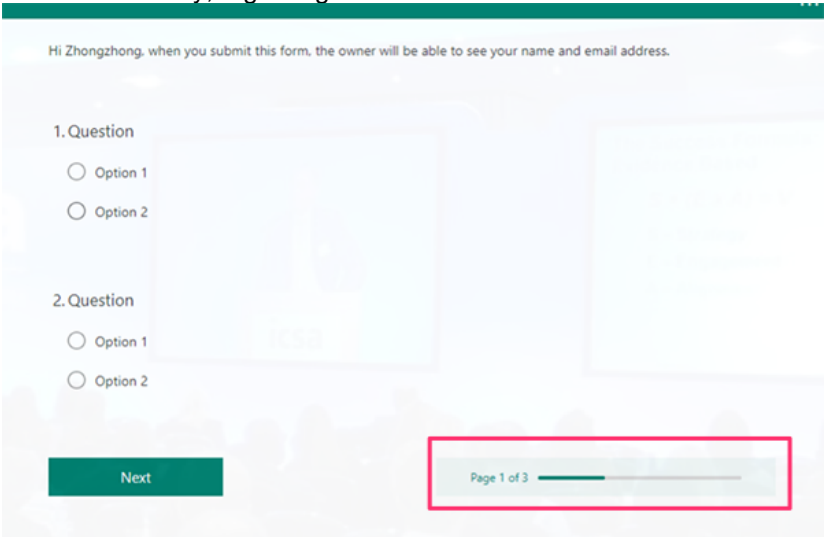 Hi Zhongzhong, when you submit this form, the owner will be able to see your name and email address.
1. Question
Option 1
Option 2
2. Question
Option 1
Option 2
icsa
Next
Page 1 of 3